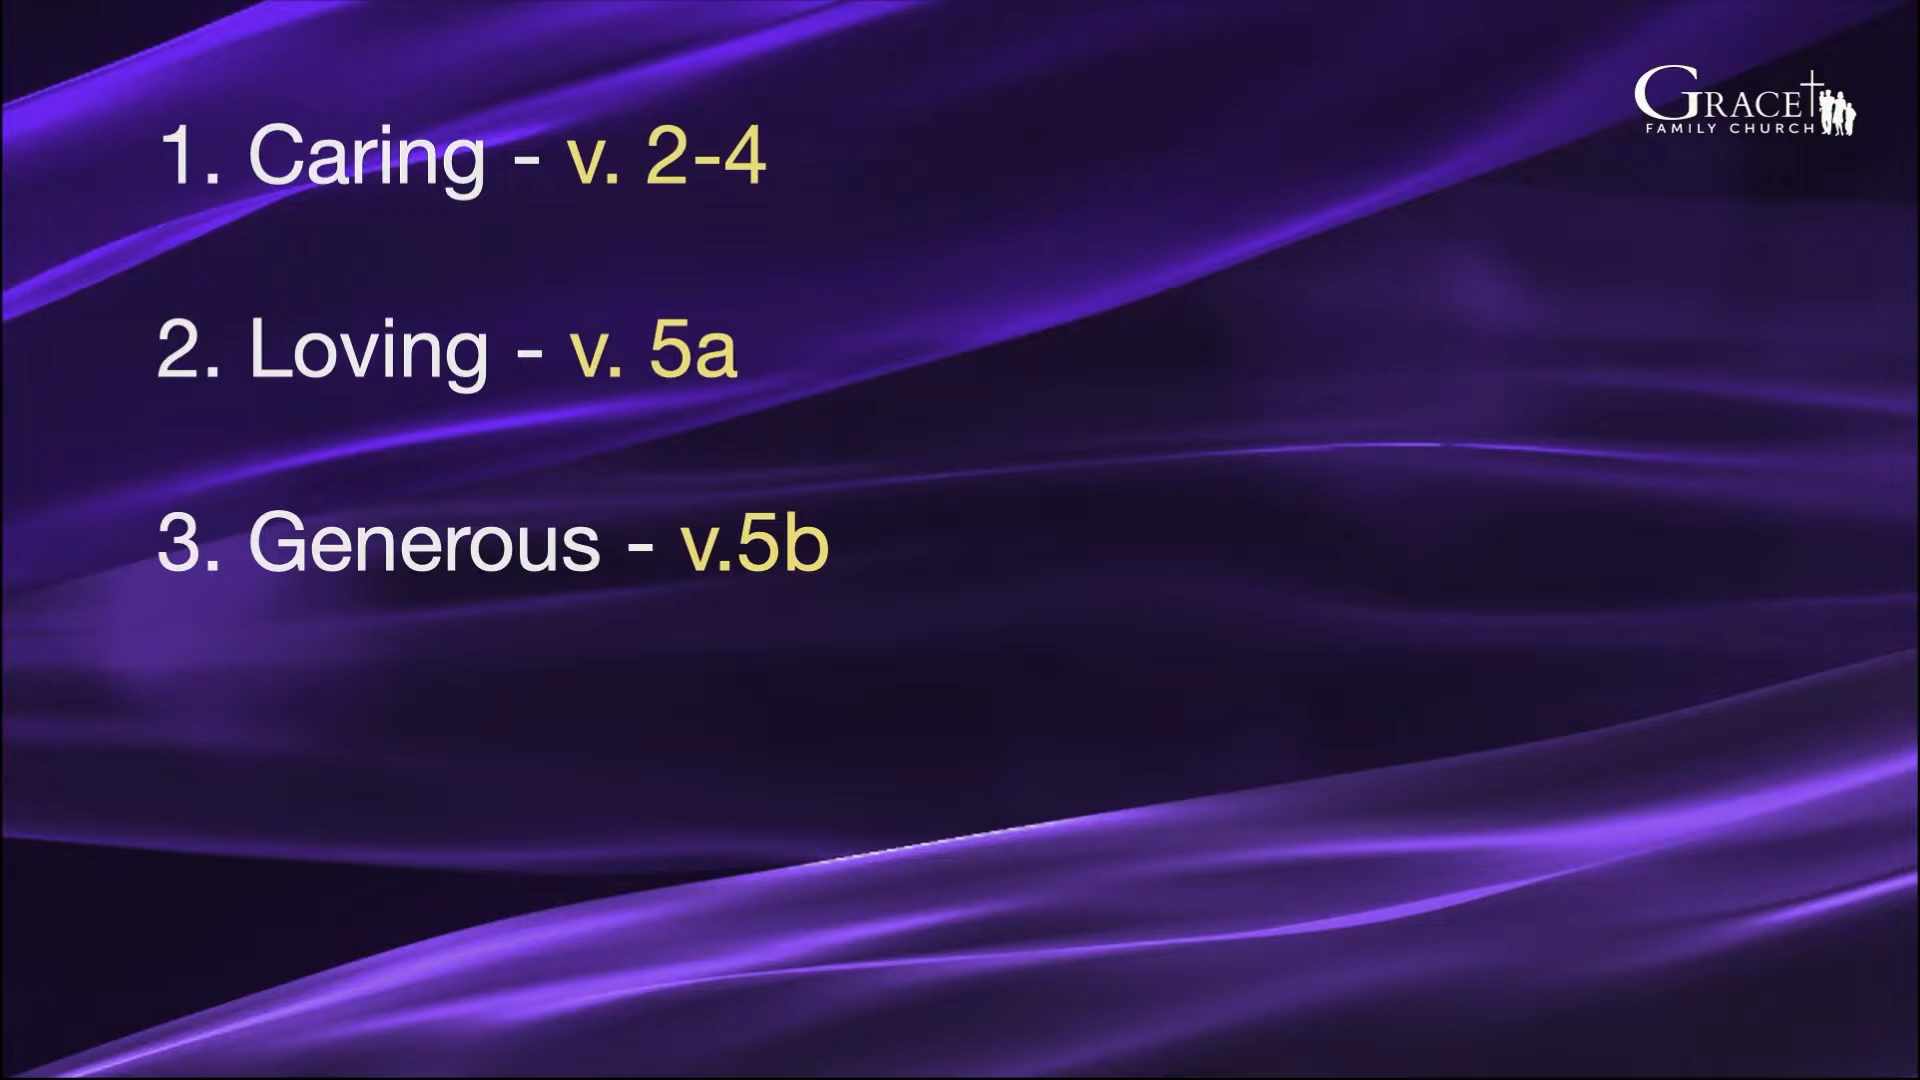 GRACE
FAMILY CHURCH
1. Caring - v. 2-4
2. Loving - v. 5a
3. Generous - v.5b